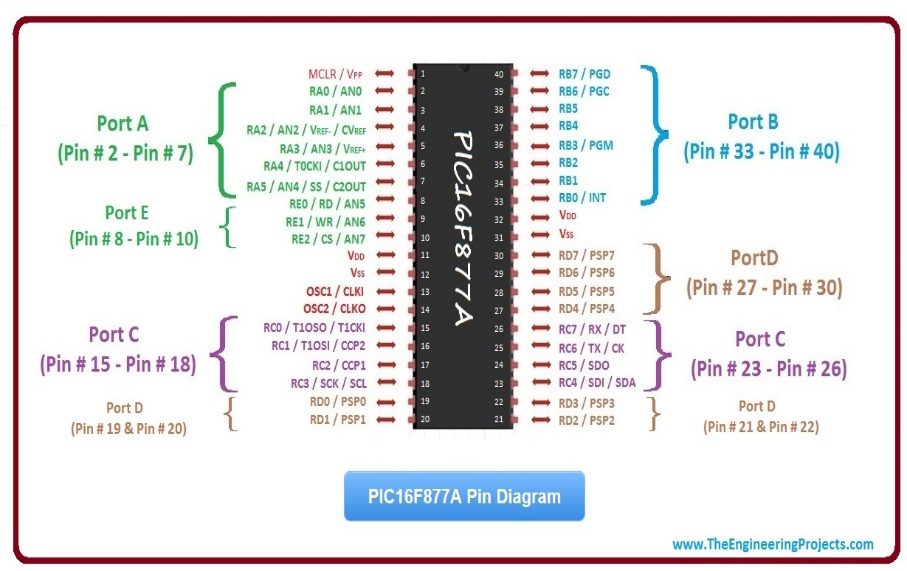 Port A
(Pin # 2 - Pin # 7)
Port E
(Pin # 8 - Pin # 10)
Port C
(Pin # 15 - Pin # 18)
Port D
(Pin # 19 & Pin # 20)
MCLR / VPP 1
RA0 / AN0 2
RA1 / AN1 3
RA2 / AN2 / VREF- / CVREF 4
RA3 / AN3 / VREF+ 5
RA4 / T0CKI / C1OUT 6
RA5 / AN4 / SS / C2OUT 7
RE0 / RD / AN5 8
RE1 / WR / AN6 9
RE2 / CS / AN7 10
VDD 11
VSS 12
OSC1 / CLKI 13
OSC2 / CLKO 14
RC0 / T1OSO / T1CKI 15
RC1 / T1OSI / CCP2 16
RC2 / CCP1 17
RC3 / SCK / SCL 18
RD0 / PSP0 19
RD1 / PSP1 20
PIC16F877A
40 RB7 / PGD
39 RB6 / PGC
38 RB5
37 RB4
36 RB3 / PGM
35 RB2
34 RB1
33 RB0 / INT
32 VDD
31 VSS
30 RD7 / PSP7
29 RD6 / PSP6
28 RD5 / PSP5
27 RD4 / PSP4
26 RC7 / RX / DT
25 RC6 / TX / CK
24 RC5 / SDO
23 RC4 / SDI / SDA
22 RD3 / PSP3
21 RD2 / PSP2
Port B
(Pin # 33 - Pin # 40)
PortD
(Pin # 27 - Pin # 30)
Port C
(Pin # 23 - Pin # 26)
Port D
(Pin # 21 & Pin # 22)
PIC16F877A Pin Diagram
www.TheEngineeringProjects.com